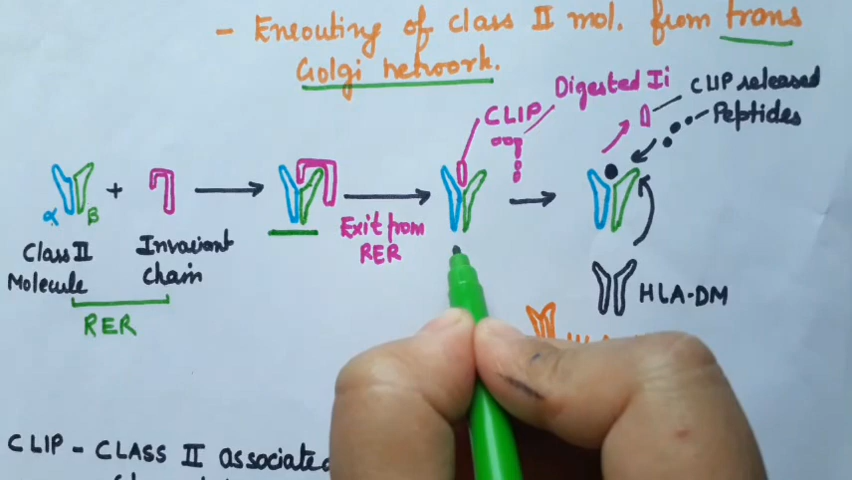 - Enrouting of class II mol. from trans
Golgi network.
Digested Ii
CLIP released
CLIP
Peptides
+
α
β
Class II
Molecule
Invariant
chain
Exit from
RER
RER
HLA-DM
CLIP - CLASS II associated